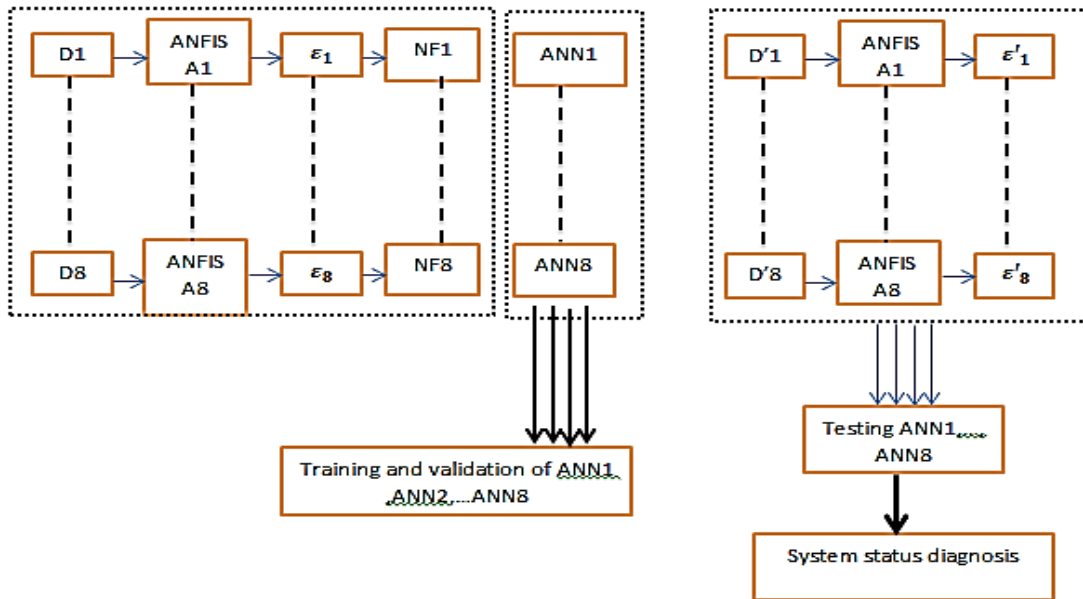 D1
ANFIS
A1
ε1
NF1
D8
ANFIS
A8
ε8
NF8
ANN1
ANN8
Training and validation of ANN1
,ANN2,...ANN8
D'1
ANFIS
A1
ε'1
D'8
ANFIS
A8
ε'8
Testing ANN1,...,
ANN8
System status diagnosis